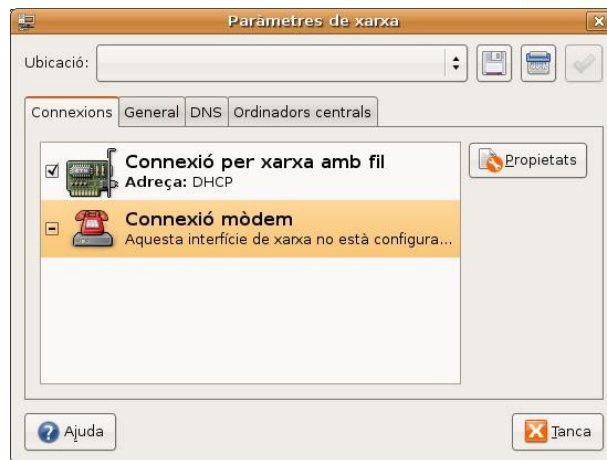 Paràmetres de xarxa
Ubicació:
Connexions General DNS Ordinadors centrals
Connexió per xarxa amb fil
Adreça: DHCP
Propietats
Connexió mòdem
Aquesta interfície de xarxa no està configura...
Ajuda
Tanca